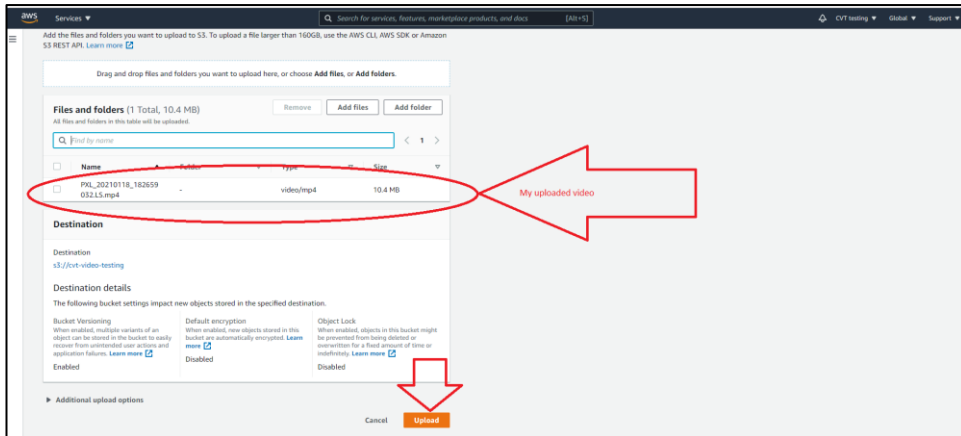 aws Services ▼ Search for services, features, marketplace products, and docs [Alt+S] CVT testing ▼ Global ▼ Support ▼
Add the files and folders you want to upload to S3. To upload a file larger than 160GB, use the AWS CLI, AWS SDK or Amazon
S3 REST API. Learn more
Drag and drop files and folders you want to upload here, or choose Add files, or Add folders.
Files and folders (1 Total, 10.4 MB) Remove Add files Add folder
All files and folders in this table will be uploaded.
Find by name < 1 >
Name Folder Type Size
PXL_20210118_182659
032.LS.mp4 - video/mp4 10.4 MB
My uploaded video
Destination
Destination
s3://cvt-video-testing
Destination details
The following bucket settings impact new objects stored in the specified destination.
Bucket Versioning
When enabled, multiple variants of an
object can be stored in the bucket to easily
recover from unintended user actions and
application failures. Learn more
Enabled
Default encryption
When enabled, new objects stored in this
bucket are automatically encrypted. Learn
more
Disabled
Object Lock
When enabled, objects in this bucket might
be prevented from being deleted or
overwritten for a fixed amount of time or
indefinitely. Learn more
Disabled
Additional upload options
Cancel Upload